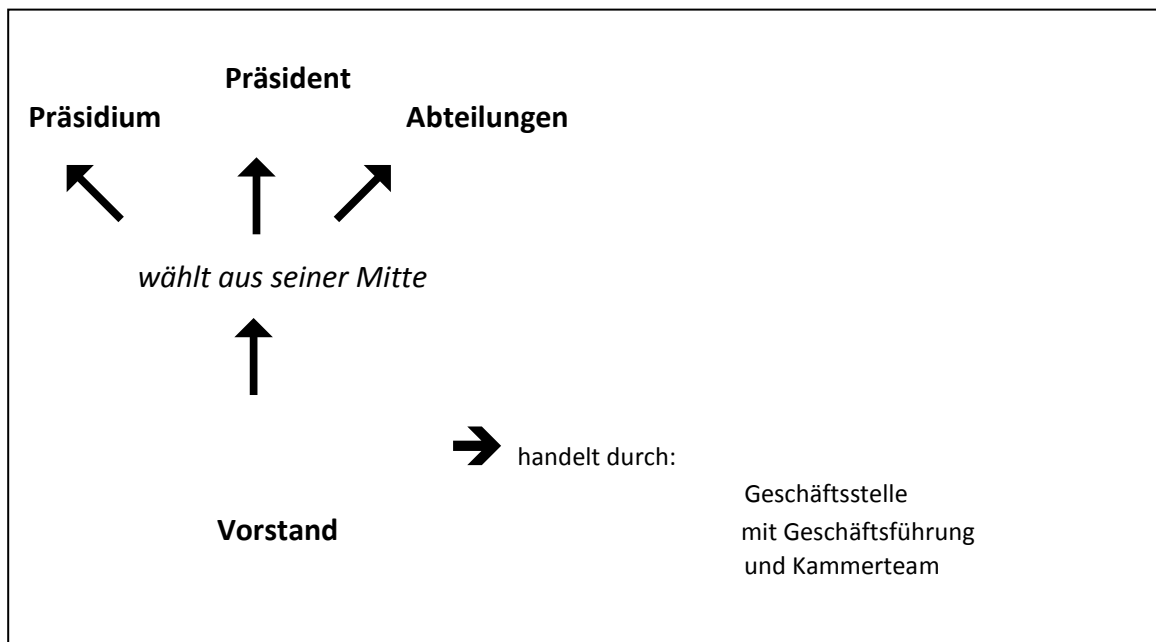 Präsident
Präsidium
Abteilungen
wählt aus seiner Mitte
handelt durch:
Geschäftsstelle
Vorstand
mit Geschäftsführung
und Kammerteam